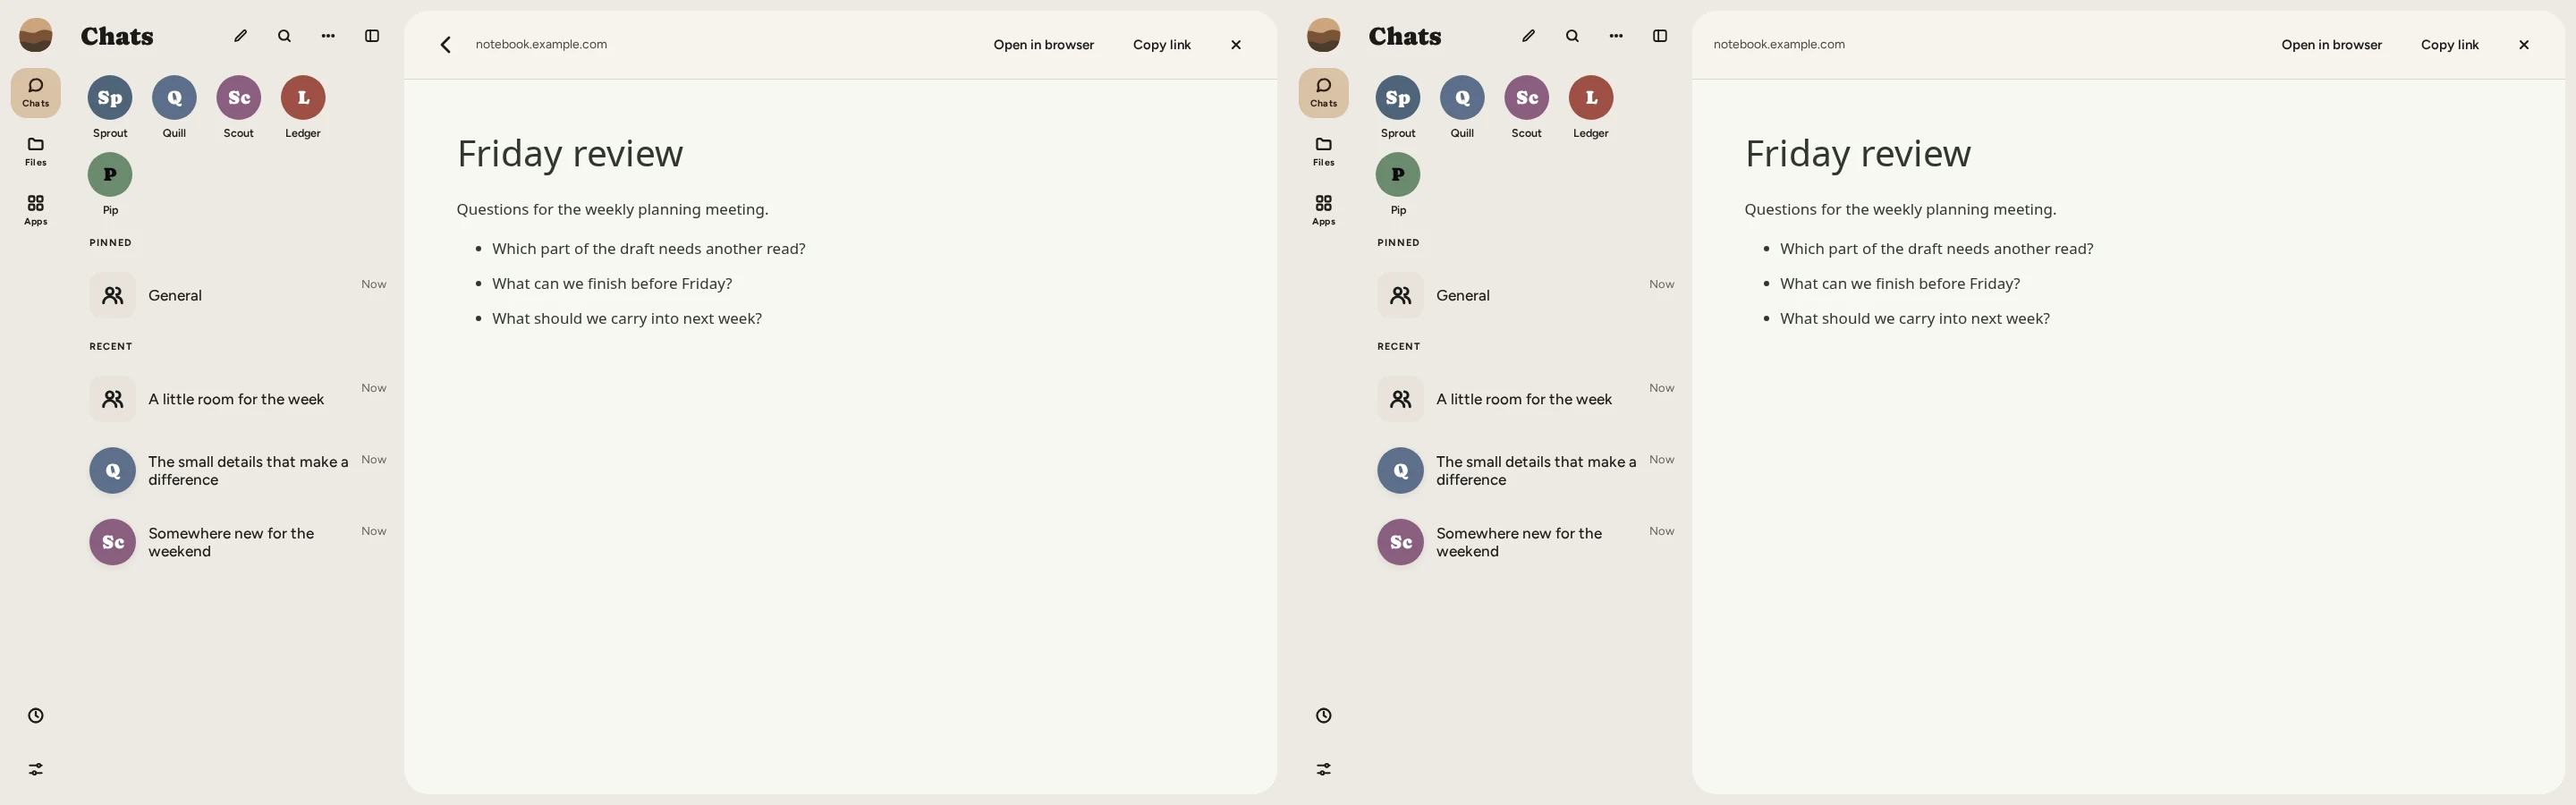 Chats
Chats
Files
Apps
Sp
Q
Sc
L
Sprout
Quill
Scout
Ledger
P
Pip
PINNED
General
Now
RECENT
A little room for the week
Now
Q
The small details that make a
difference
Now
Sc
Somewhere new for the
weekend
Now
notebook.example.com
Open in browser
Copy link
Friday review
Questions for the weekly planning meeting.
• Which part of the draft needs another read?
• What can we finish before Friday?
• What should we carry into next week?
Chats
Chats
Files
Apps
Sp
Q
Sc
L
Sprout
Quill
Scout
Ledger
P
Pip
PINNED
General
Now
RECENT
A little room for the week
Now
Q
The small details that make a
difference
Now
Sc
Somewhere new for the
weekend
Now
notebook.example.com
Open in browser
Copy link
Friday review
Questions for the weekly planning meeting.
• Which part of the draft needs another read?
• What can we finish before Friday?
• What should we carry into next week?